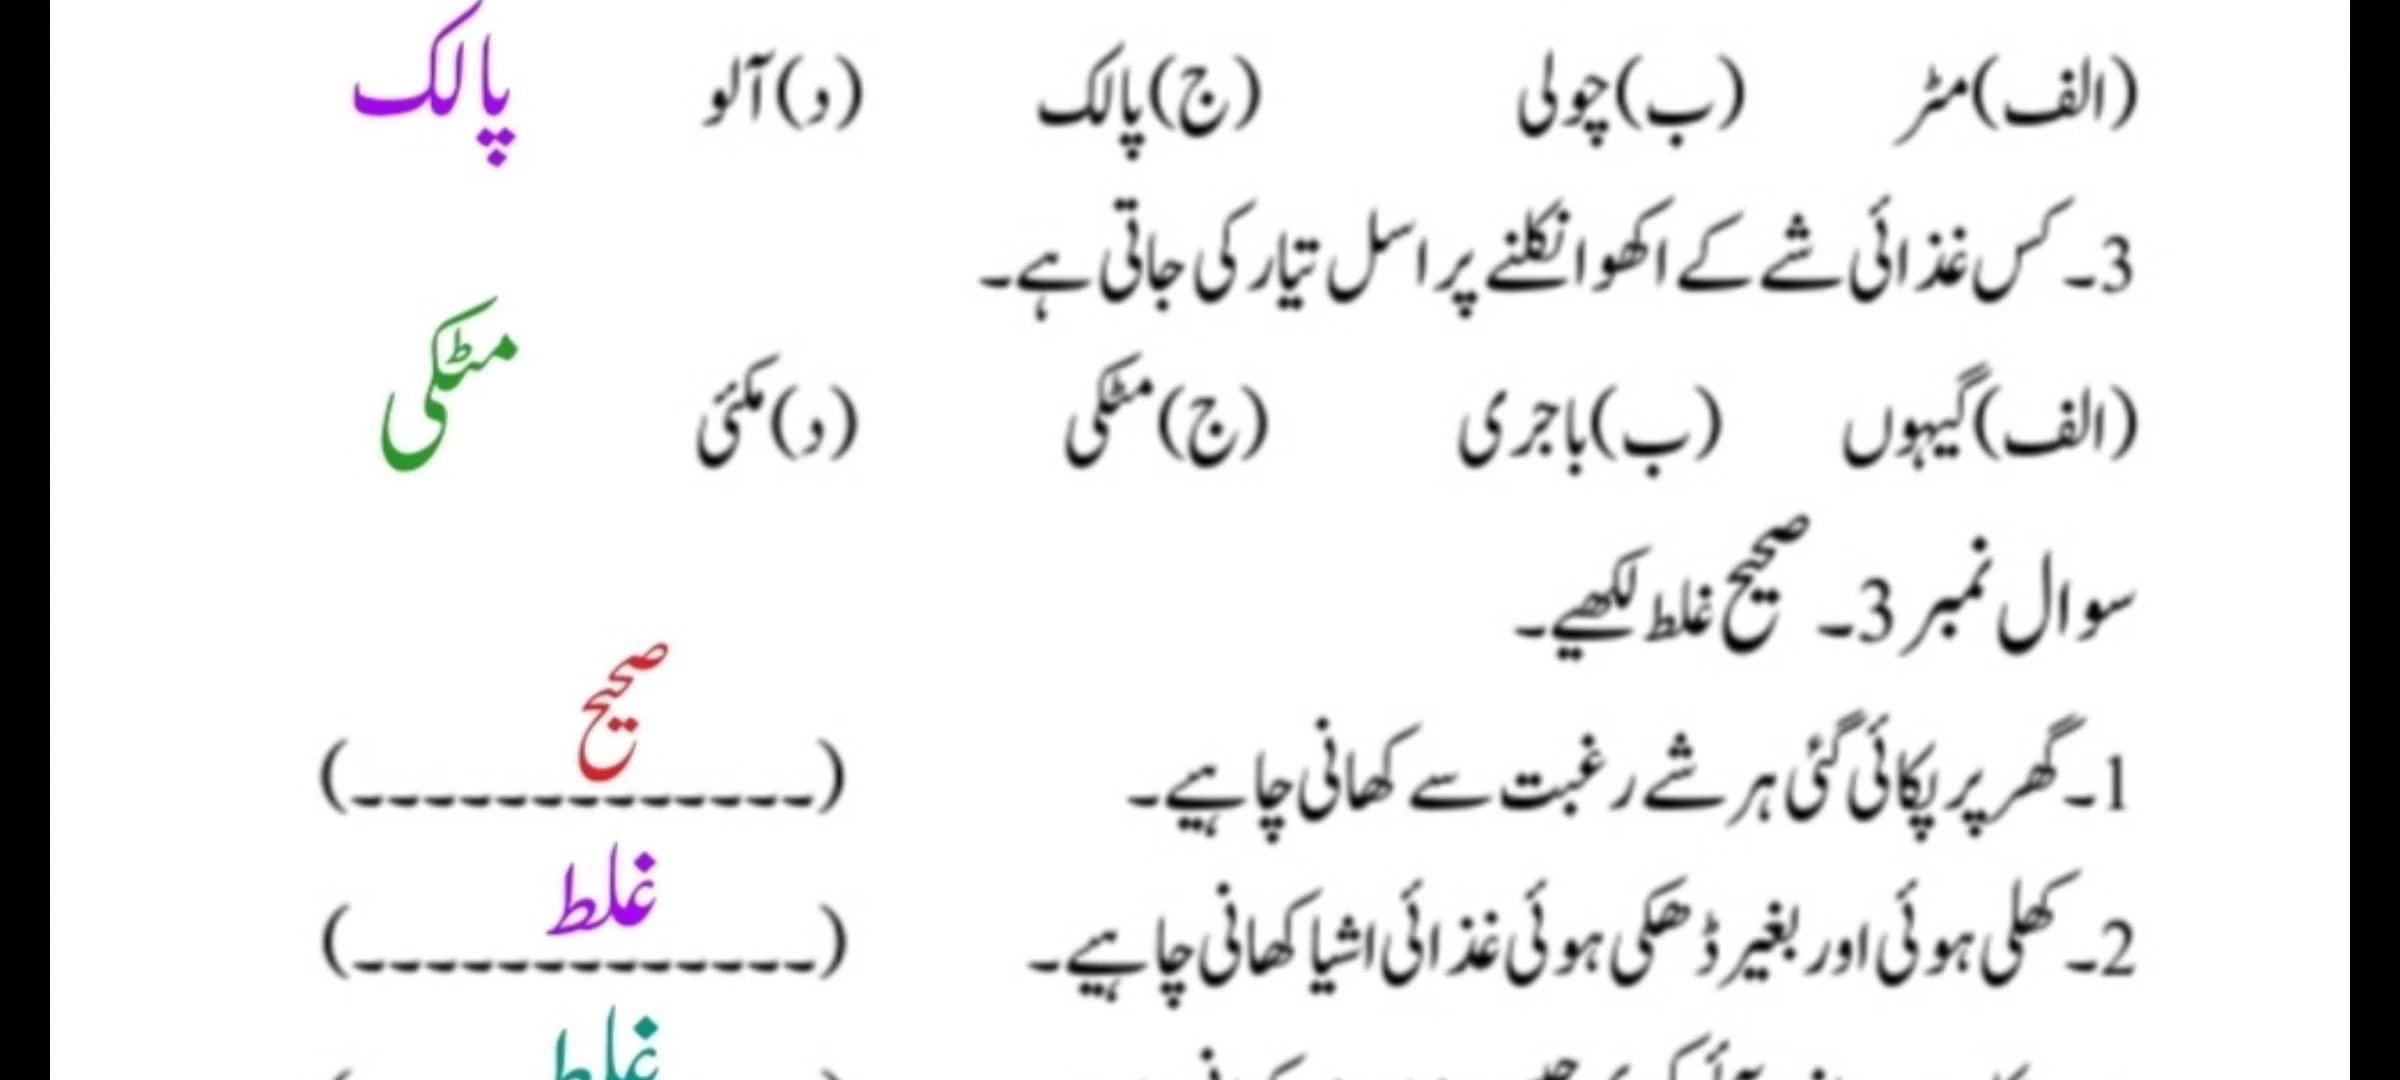 (الف)مٹر (ب)چولی (ج)پالک (د)آلو پالک
3۔کس غذائی شے کے اکھوا نکلنے پر اسل تیار کی جاتی ہے۔
(الف)گیہوں (ب)باجری (ج)مٹکی (د)مکئی مٹکی
سوال نمبر 3۔ صحیح غلط لکھیے۔
1۔گھر پر پکائی گئی ہر شے رغبت سے کھانی چاہیے۔ (-------------) صحیح
2۔کھلی ہوئی اور بغیر ڈھکی ہوئی غذائی اشیا کھانی چاہیے۔ (-------------) غلط
غلط